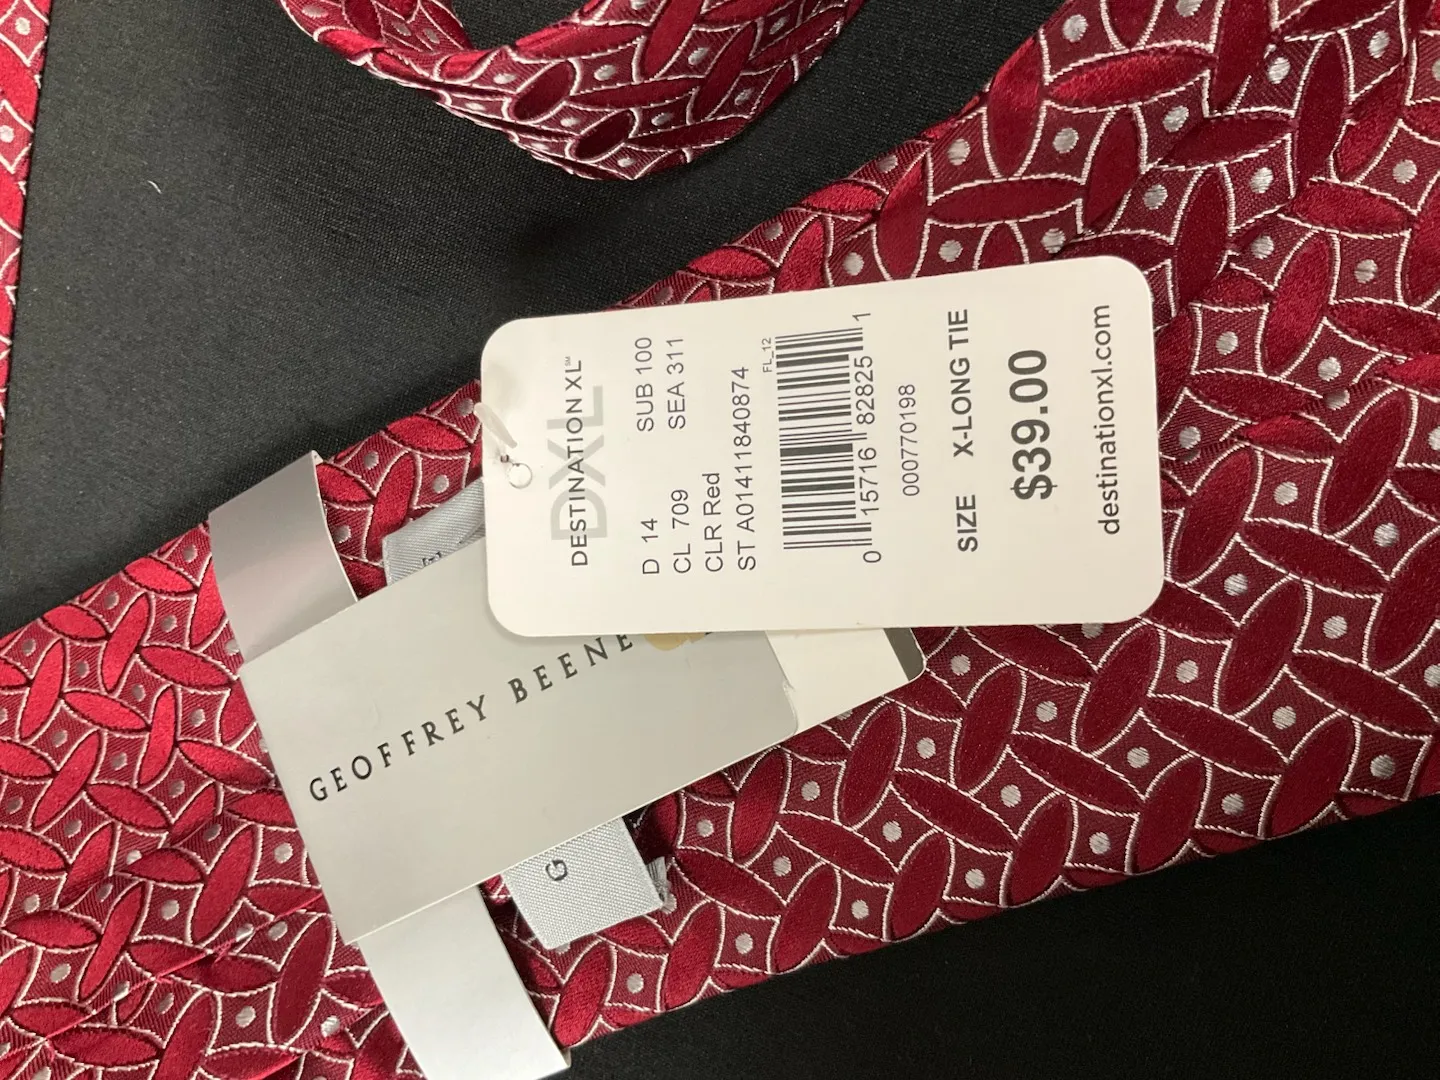 DXL
DESTINATION XL℠
D 14 SUB 100
CL 709 SEA 311
CLR Red
ST A01411840874
FL_12
0 15716 82825 1
000770198
SIZE X-LONG TIE
$39.00
destinationxl.com
GEOFFREY BEENE
G